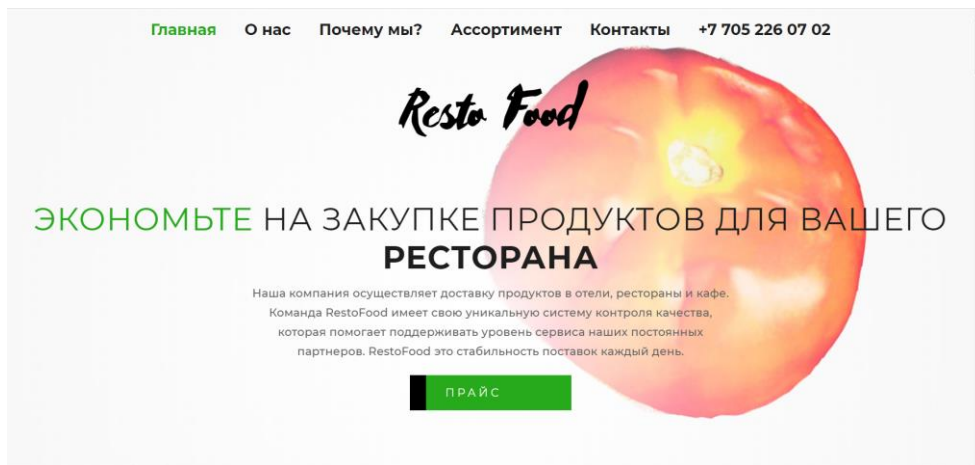 Главная О нас Почему мы? Ассортимент Контакты +7 705 226 07 02
Resto Food
ЭКОНОМЬТЕ НА ЗАКУПКЕ ПРОДУКТОВ ДЛЯ ВАШЕГО
РЕСТОРАНА
Наша компания осуществляет доставку продуктов в отели, рестораны и кафе.
Команда RestoFood имеет свою уникальную систему контроля качества,
которая помогает поддерживать уровень сервиса наших постоянных
партнеров. RestoFood это стабильность поставок каждый день.
ПРАЙС